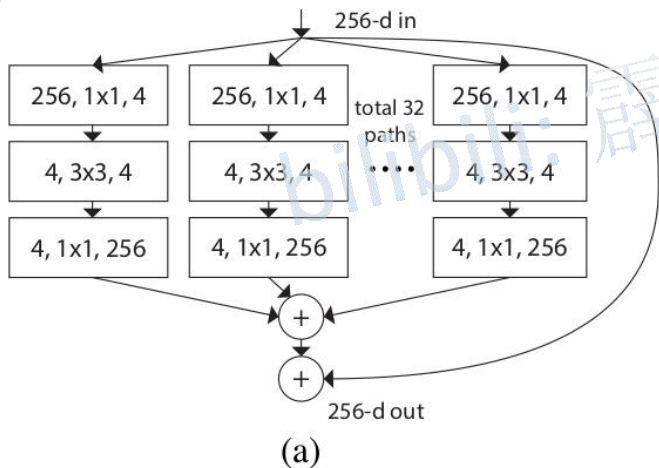 256-d in
256, 1x1, 4
256, 1x1, 4
256, 1x1, 4
total 32
paths
4, 3x3, 4
4, 3x3, 4
4, 3x3, 4
4, 1x1, 256
4, 1x1, 256
4, 1x1, 256
+
+
256-d out
(a)
bilibili: 霹